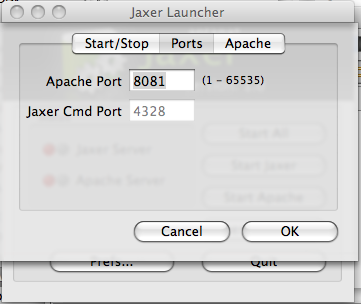 Jaxer Launcher
Start/Stop Ports Apache
Apache Port 8081 (1 - 65535)
Jaxer Cmd Port 4328
Start All
Jaxer Server
Start Jaxer
Apache Server
Start Apache
Cancel OK
Prefs... Quit